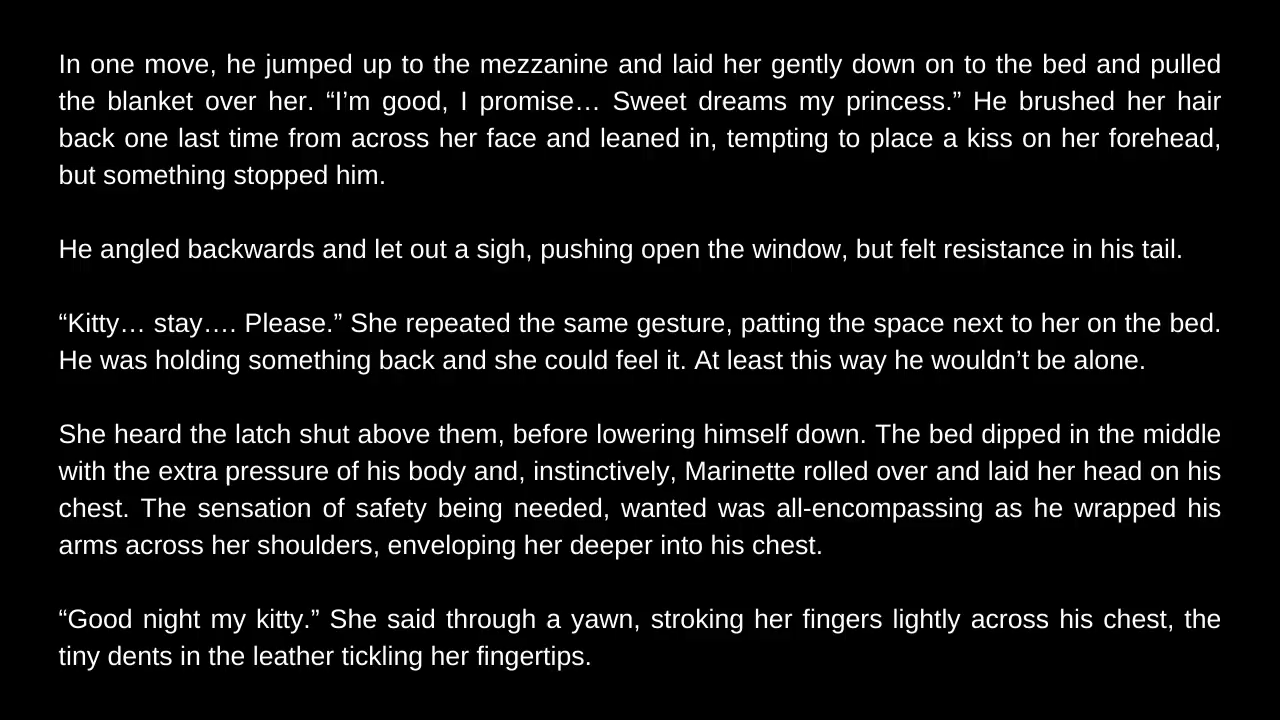 In one move, he jumped up to the mezzanine and laid her gently down on to the bed and pulled
the blanket over her. “I’m good, I promise… Sweet dreams my princess.” He brushed her hair
back one last time from across her face and leaned in, tempting to place a kiss on her forehead,
but something stopped him.
He angled backwards and let out a sigh, pushing open the window, but felt resistance in his tail.
“Kitty… stay…. Please.” She repeated the same gesture, patting the space next to her on the bed.
He was holding something back and she could feel it. At least this way he wouldn’t be alone.
She heard the latch shut above them, before lowering himself down. The bed dipped in the middle
with the extra pressure of his body and, instinctively, Marinette rolled over and laid her head on his
chest. The sensation of safety being needed, wanted was all-encompassing as he wrapped his
arms across her shoulders, enveloping her deeper into his chest.
“Good night my kitty.” She said through a yawn, stroking her fingers lightly across his chest, the
tiny dents in the leather tickling her fingertips.